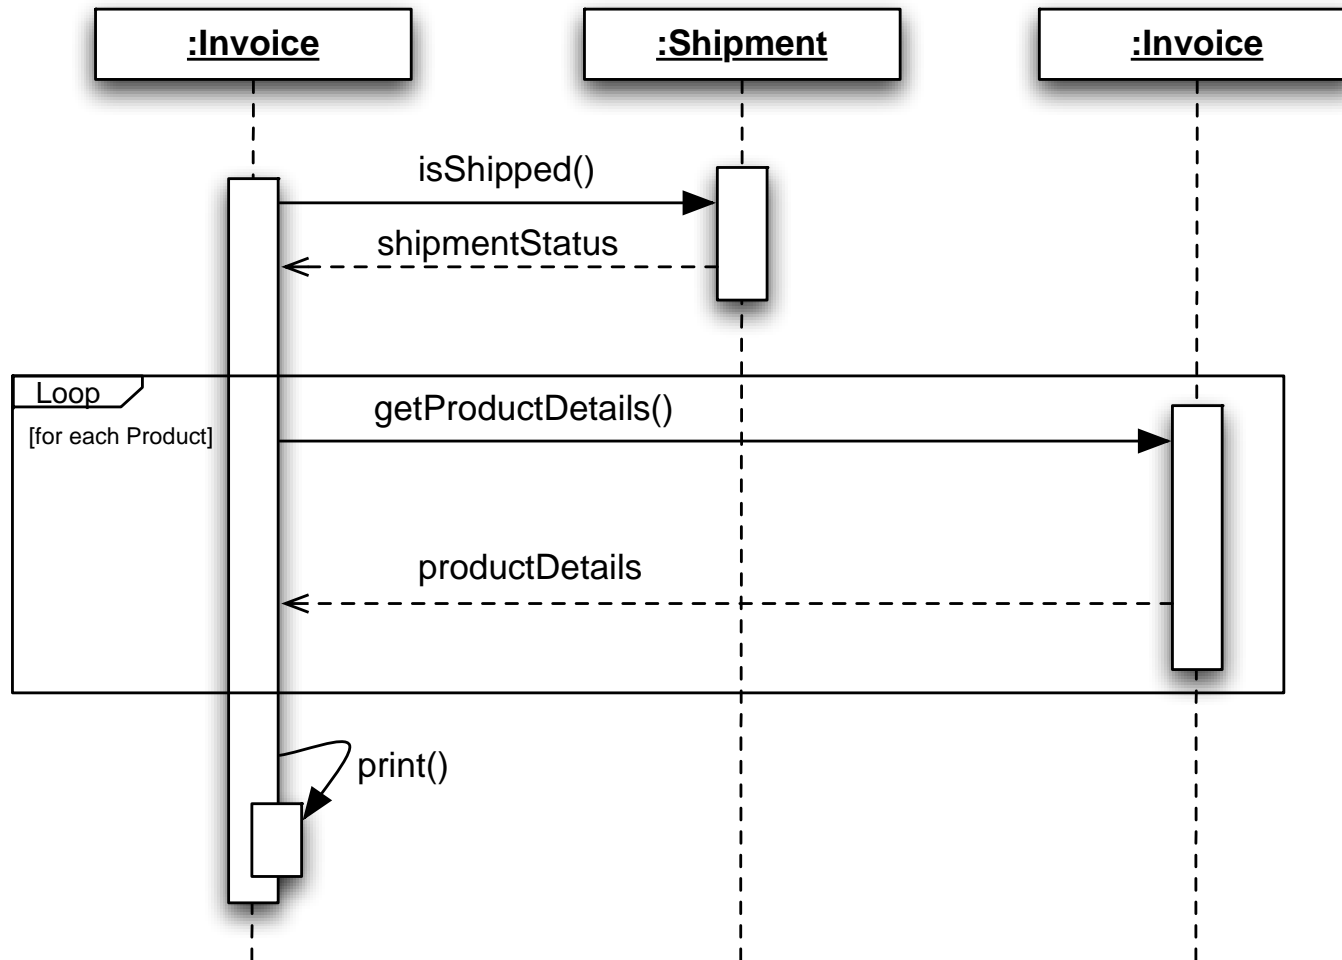 :Invoice
:Shipment
:Invoice
isShipped()
shipmentStatus
Loop
getProductDetails()
[for each Product]
productDetails
print()